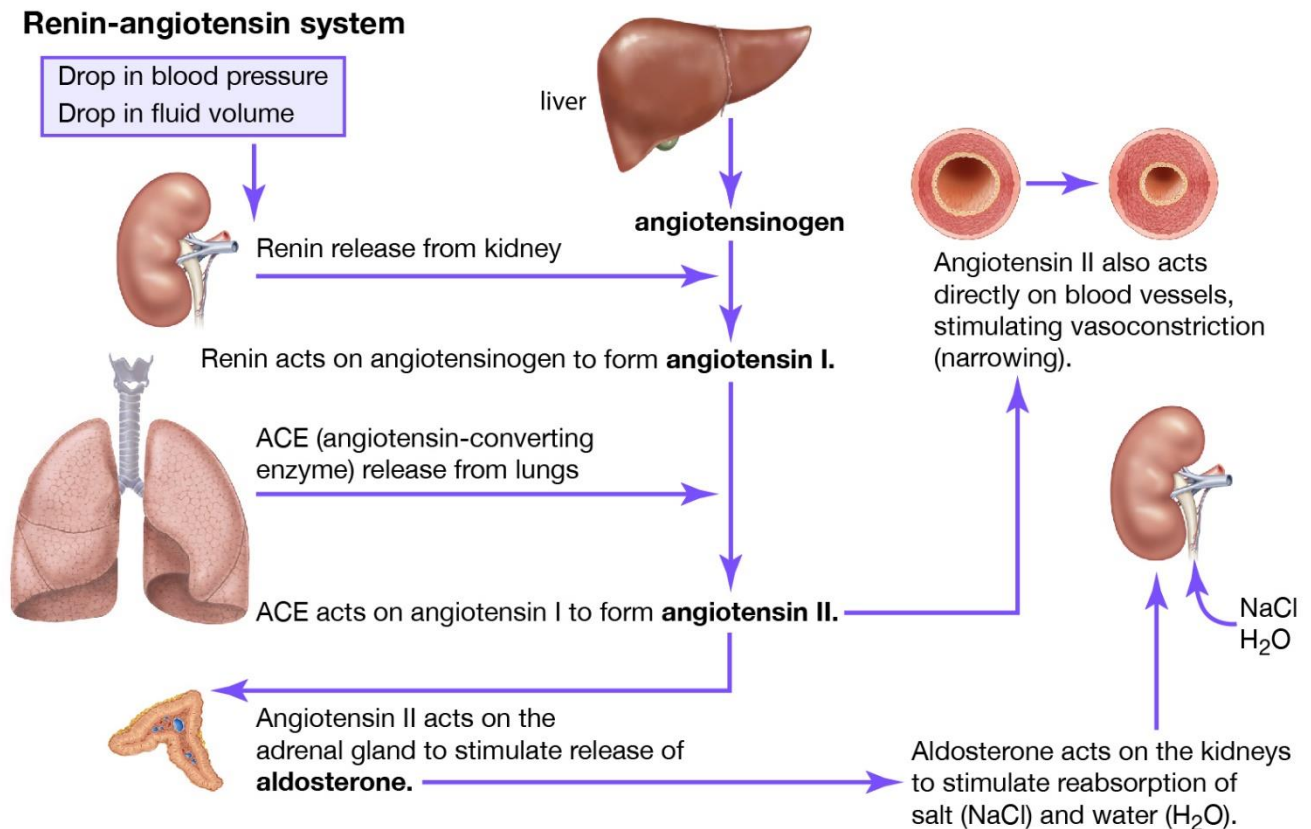 Renin-angiotensin system
Drop in blood pressure
Drop in fluid volume
liver
angiotensinogen
Renin release from kidney
Renin acts on angiotensinogen to form angiotensin I.
ACE (angiotensin-converting
enzyme) release from lungs
ACE acts on angiotensin I to form angiotensin II.
Angiotensin II also acts
directly on blood vessels,
stimulating vasoconstriction
(narrowing).
NaCl
H₂O
Angiotensin II acts on the
adrenal gland to stimulate release of
aldosterone.
Aldosterone acts on the kidneys
to stimulate reabsorption of
salt (NaCl) and water (H₂O).